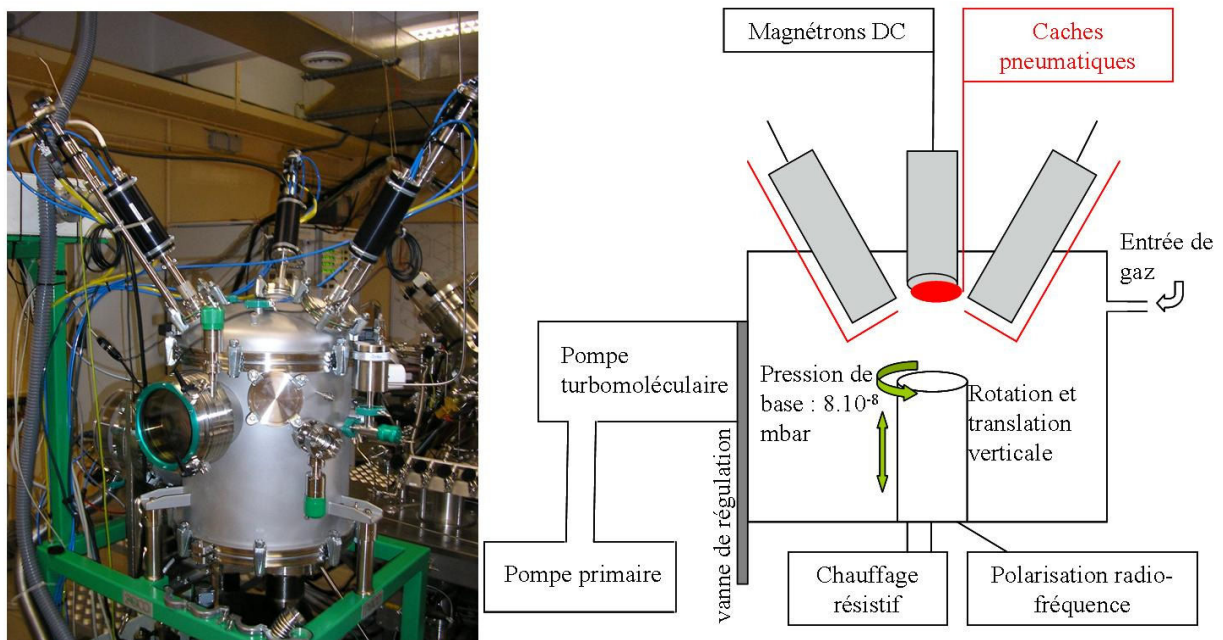 Magnétrons DC
Caches
pneumatiques
Entrée de
gaz
Pompe
turbomoléculaire
Pression de
base : 8.10⁻⁸
mbar
Rotation et
translation
verticale
vanne de régulation
Pompe primaire
Chauffage
résistif
Polarisation radio-
fréquence